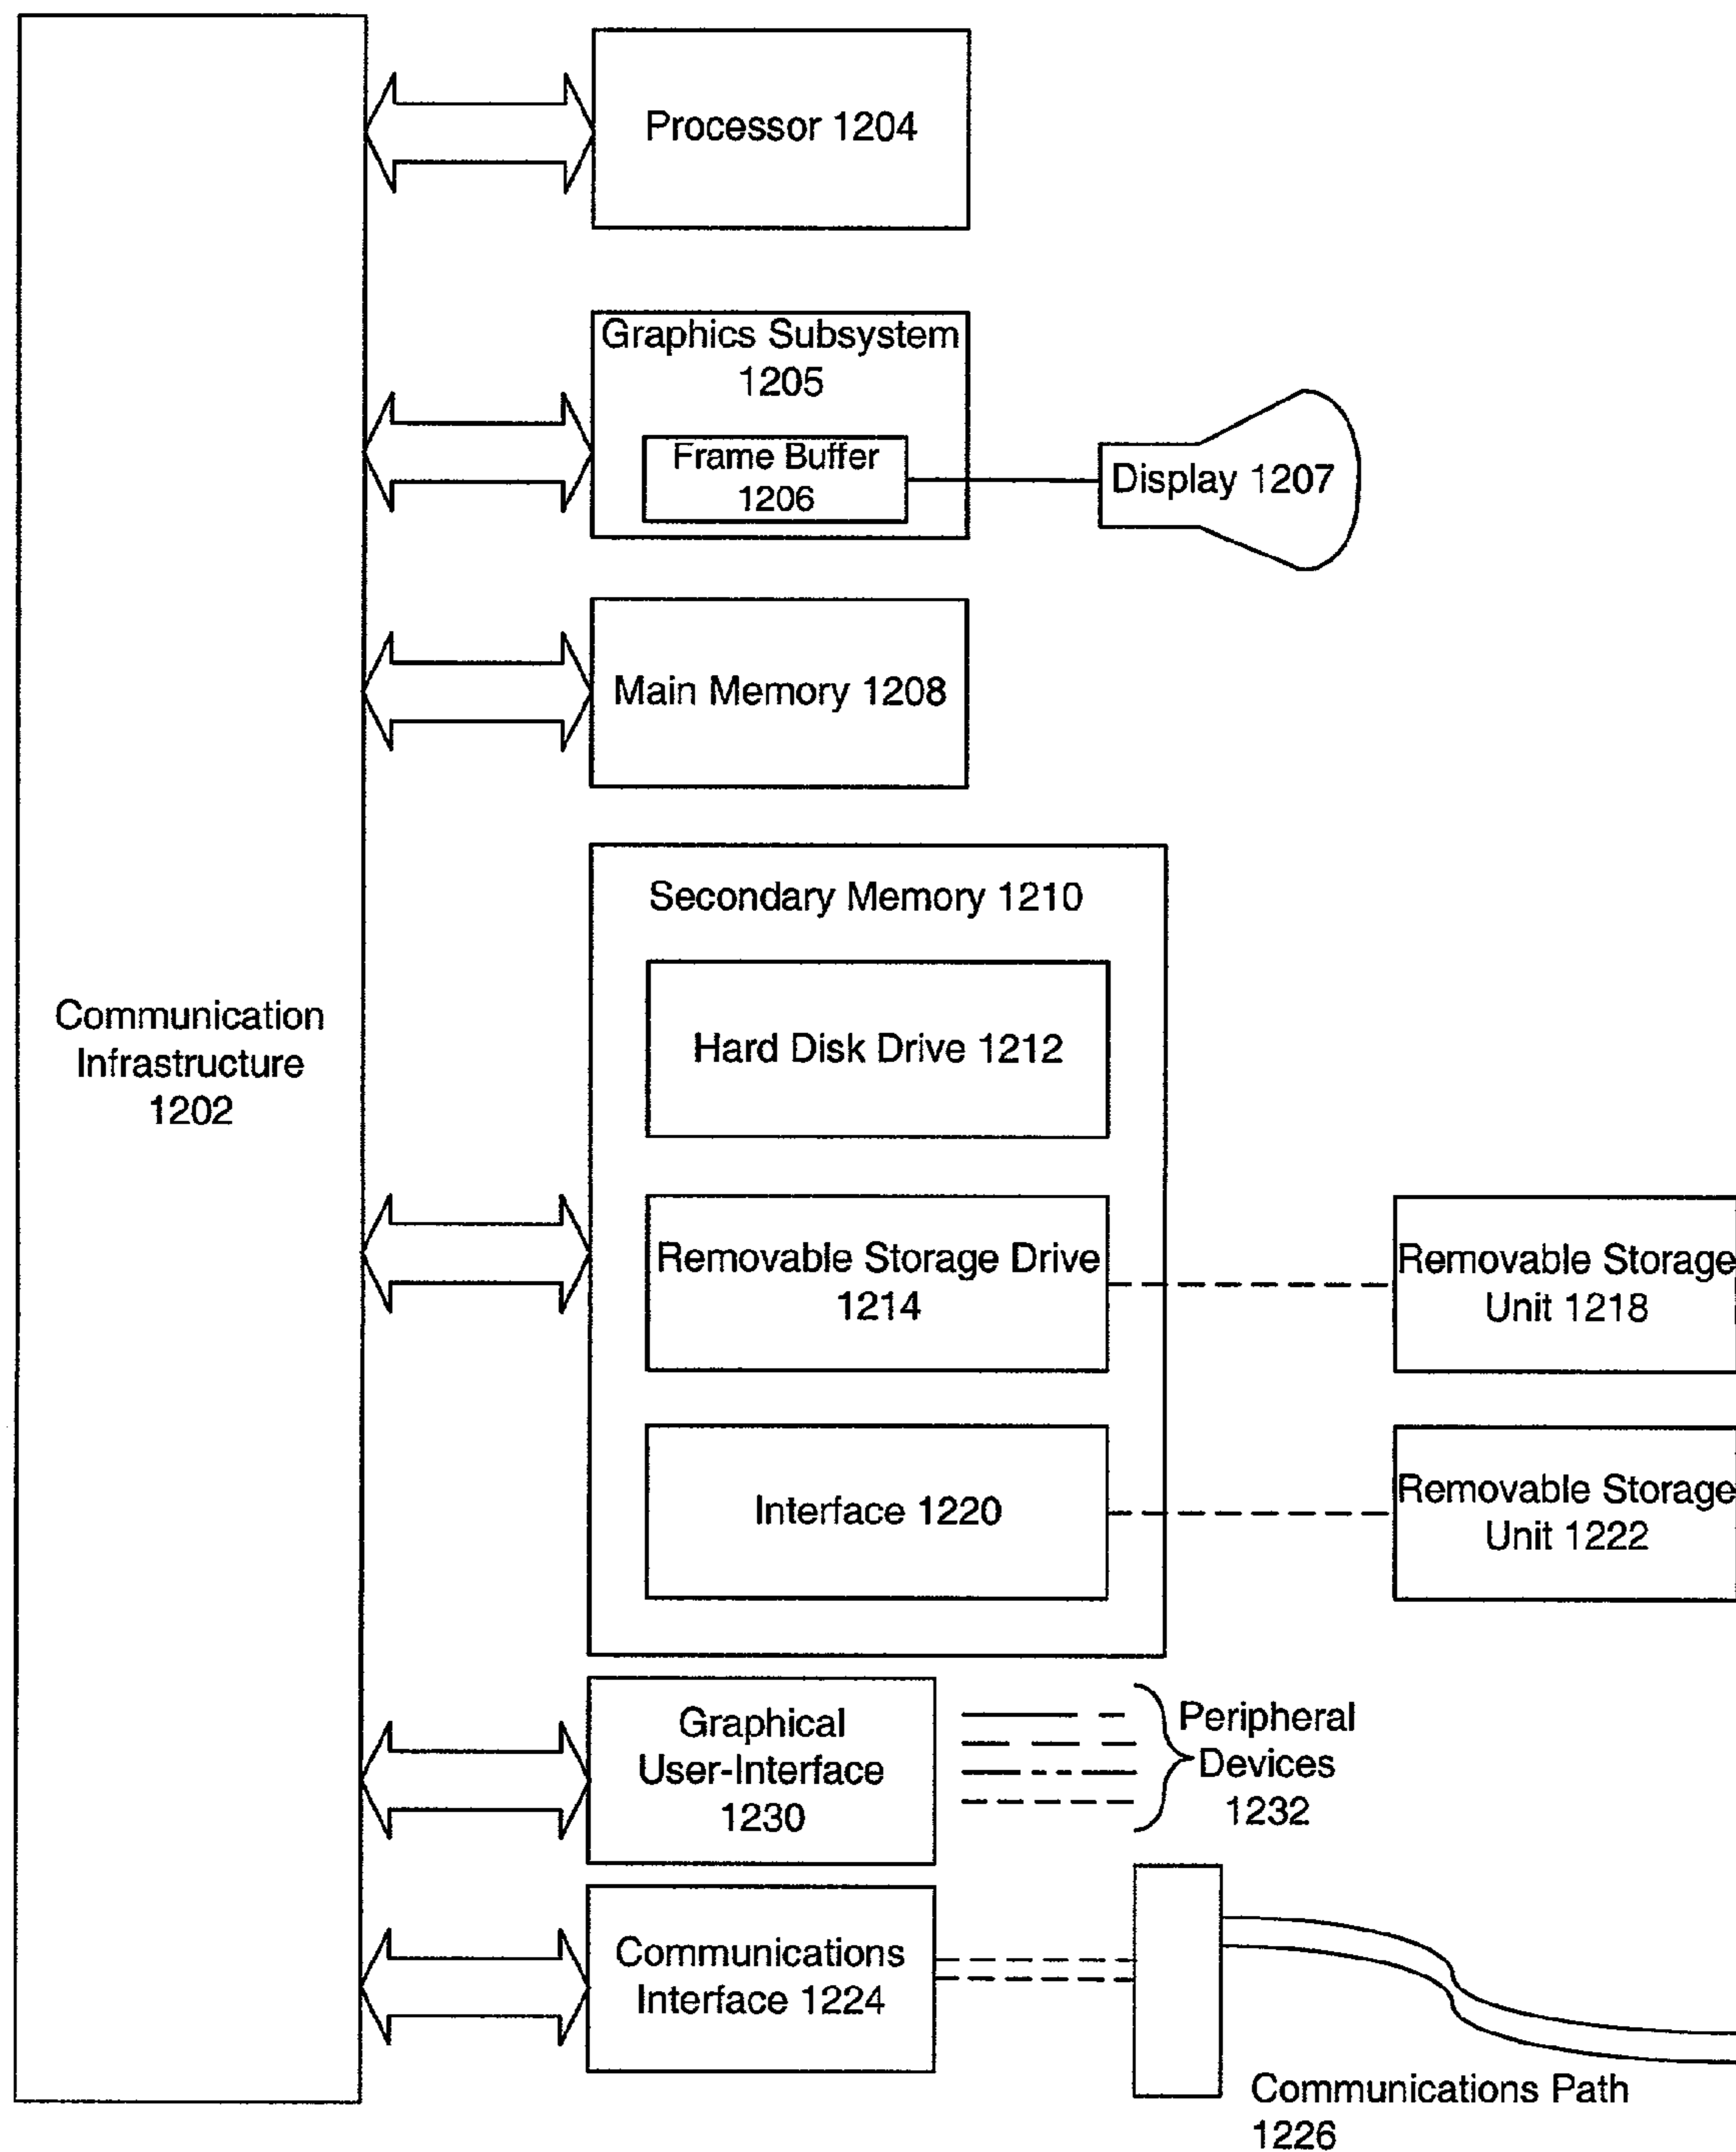 Processor 1204
Graphics Subsystem
1205
Frame Buffer
1206
Display 1207
Main Memory 1208
Secondary Memory 1210
Hard Disk Drive 1212
Communication
Infrastructure
1202
Removable Storage Drive
1214
Removable Storage
Unit 1218
Interface 1220
Removable Storage
Unit 1222
Graphical
User-Interface
1230
Peripheral
Devices
1232
Communications
Interface 1224
Communications Path
1226